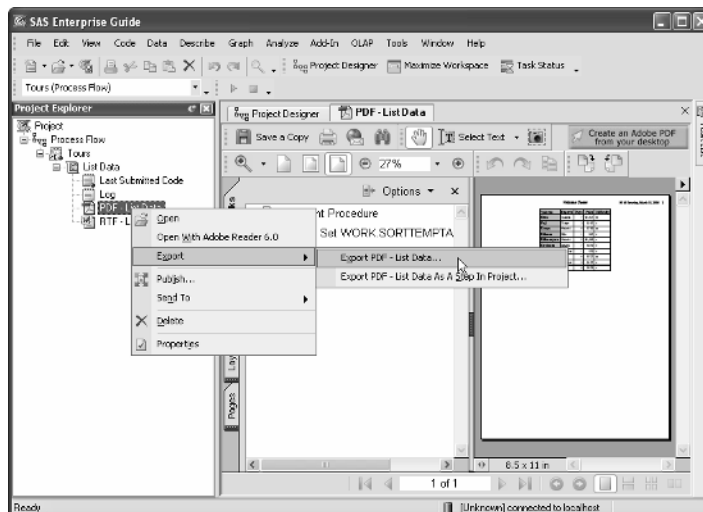 SAS Enterprise Guide
File Edit View Code Data Describe Graph Analyze Add-In OLAP Tools Window Help
Project Designer Maximize Workspace Task Status
Tours (Process Flow)
Project Explorer
Project Designer PDF - List Data
Project
Process Flow
Tours
List Data
Last Submitted Code
Log
PDF - List Data
RTF - L
Save a Copy Select Text Create an Adobe PDF from your desktop
27%
Options
nt Procedure
Set WORK.SORTTEMPTA
Open
Open With Adobe Reader 6.0
Export
Publish...
Send To
Delete
Properties
Export PDF - List Data...
Export PDF - List Data As A Step In Project...
Lay
Pages
8.5 x 11 in
1 of 1
Ready
[Unknown] connected to localhost